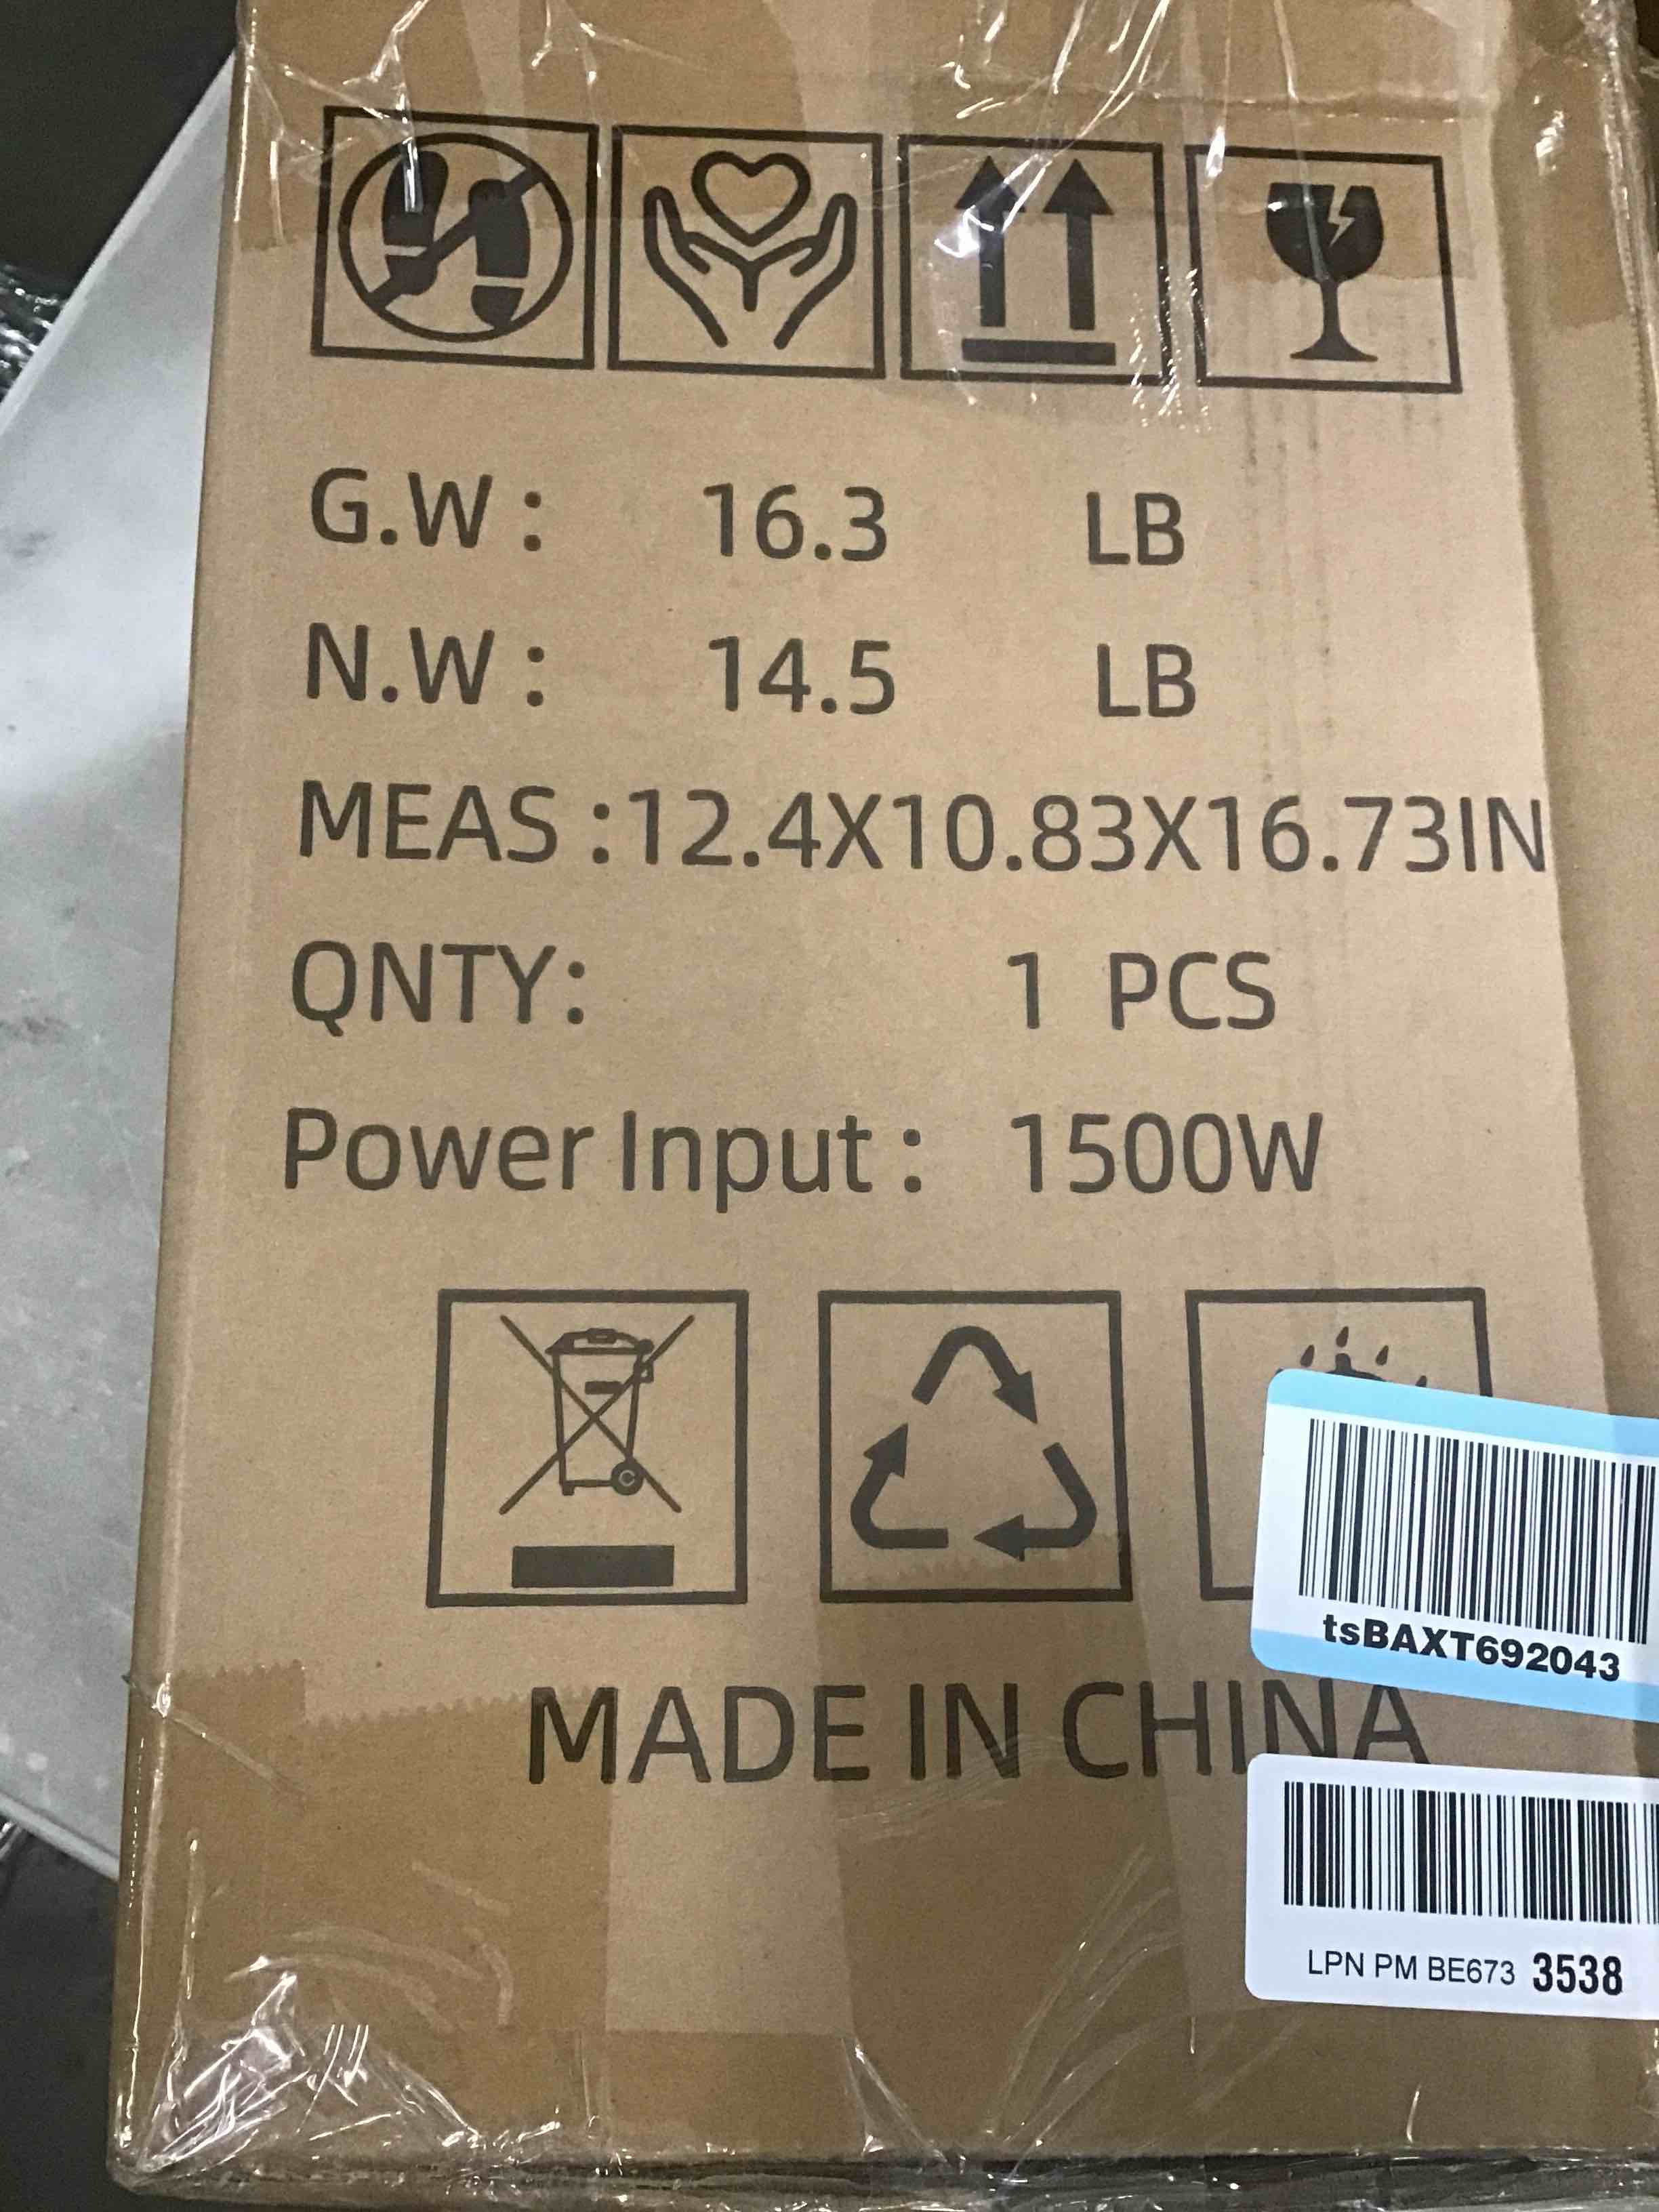 G.W : 16.3 LB
N.W : 14.5 LB
MEAS :12.4X10.83X16.73IN
QNTY: 1 PCS
Power Input : 1500W
tsBAXT692043
MADE IN CHINA
LPN PM BE673 3538